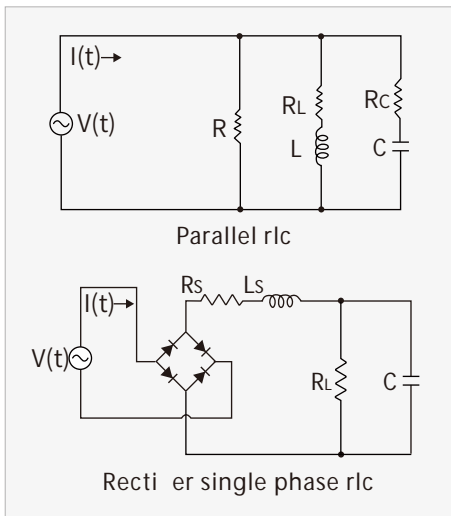 I(t)
V(t)
R
RL
L
RC
C
Parallel rlc
RS
LS
I(t)
V(t)
RL
C
Recti er single phase rlc